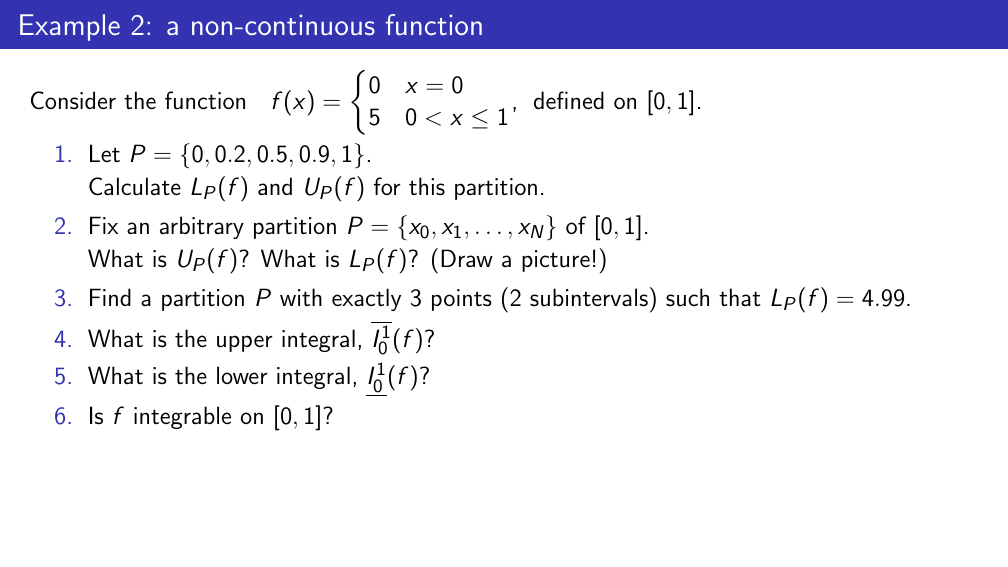 Example 2: a non-continuous function
Consider the function f(x) = { 0 x = 0
5 0 < x ≤ 1 , defined on [0, 1].
1. Let P = {0, 0.2, 0.5, 0.9, 1}.
Calculate L_P(f) and U_P(f) for this partition.
2. Fix an arbitrary partition P = {x_0, x_1, . . . , x_N} of [0, 1].
What is U_P(f)? What is L_P(f)? (Draw a picture!)
3. Find a partition P with exactly 3 points (2 subintervals) such that L_P(f) = 4.99.
4. What is the upper integral, \overline{I_0^1}(f)?
5. What is the lower integral, \underline{I_0^1}(f)?
6. Is f integrable on [0, 1]?